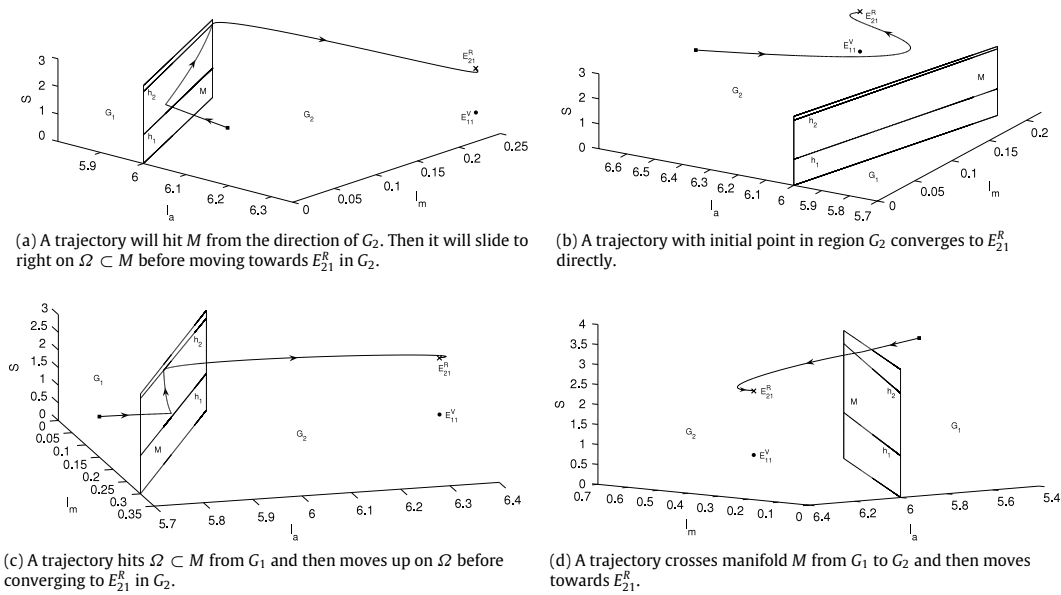 3
2
1
0
S
G₁
h₂
h₁
M
G₂
E₂₁ᴿ
E₁₁ⱽ
5.9
6
6.1
6.2
6.3
Iₐ
0
0.05
0.1
0.15
0.2
0.25
Iₘ
(a) A trajectory will hit M from the direction of G₂. Then it will slide to
right on Ω ⊂ M before moving towards E₂₁ᴿ in G₂.
E₂₁ᴿ
E₁₁ⱽ
3
2.5
2
1.5
1
0.5
0
S
G₂
h₂
M
h₁
G₁
6.6
6.5
6.4
6.3
6.2
6.1
6
5.9
5.8
5.7
Iₐ
0
0.05
0.1
0.15
0.2
Iₘ
(b) A trajectory with initial point in region G₂ converges to E₂₁ᴿ
directly.
3
2.5
2
1.5
1
0.5
0
S
G₁
h₂
h₁
M
G₂
E₂₁ᴿ
E₁₁ⱽ
0
0.05
0.1
0.15
0.2
0.25
0.3
0.35
Iₘ
5.7
5.8
5.9
6
6.1
6.2
6.3
6.4
Iₐ
(c) A trajectory hits Ω ⊂ M from G₁ and then moves up on Ω before
converging to E₂₁ᴿ in G₂.
4
3.5
3
2.5
2
1.5
1
0.5
0
S
E₂₁ᴿ
G₂
E₁₁ⱽ
M
h₂
h₁
G₁
0.7
0.6
0.5
0.4
0.3
0.2
0.1
0
Iₘ
6.4
6.2
6
5.8
5.6
5.4
Iₐ
(d) A trajectory crosses manifold M from G₁ to G₂ and then moves
towards E₂₁ᴿ.